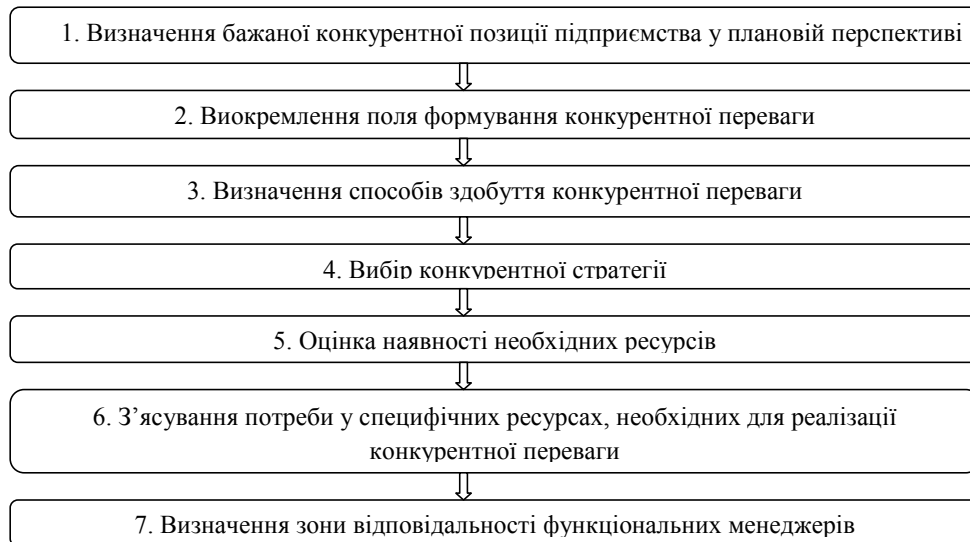 1. Визначення бажаної конкурентної позиції підприємства у плановій перспективі
2. Виокремлення поля формування конкурентної переваги
3. Визначення способів здобуття конкурентної переваги
4. Вибір конкурентної стратегії
5. Оцінка наявності необхідних ресурсів
6. З’ясування потреби у специфічних ресурсах, необхідних для реалізації
конкурентної переваги
7. Визначення зони відповідальності функціональних менеджерів